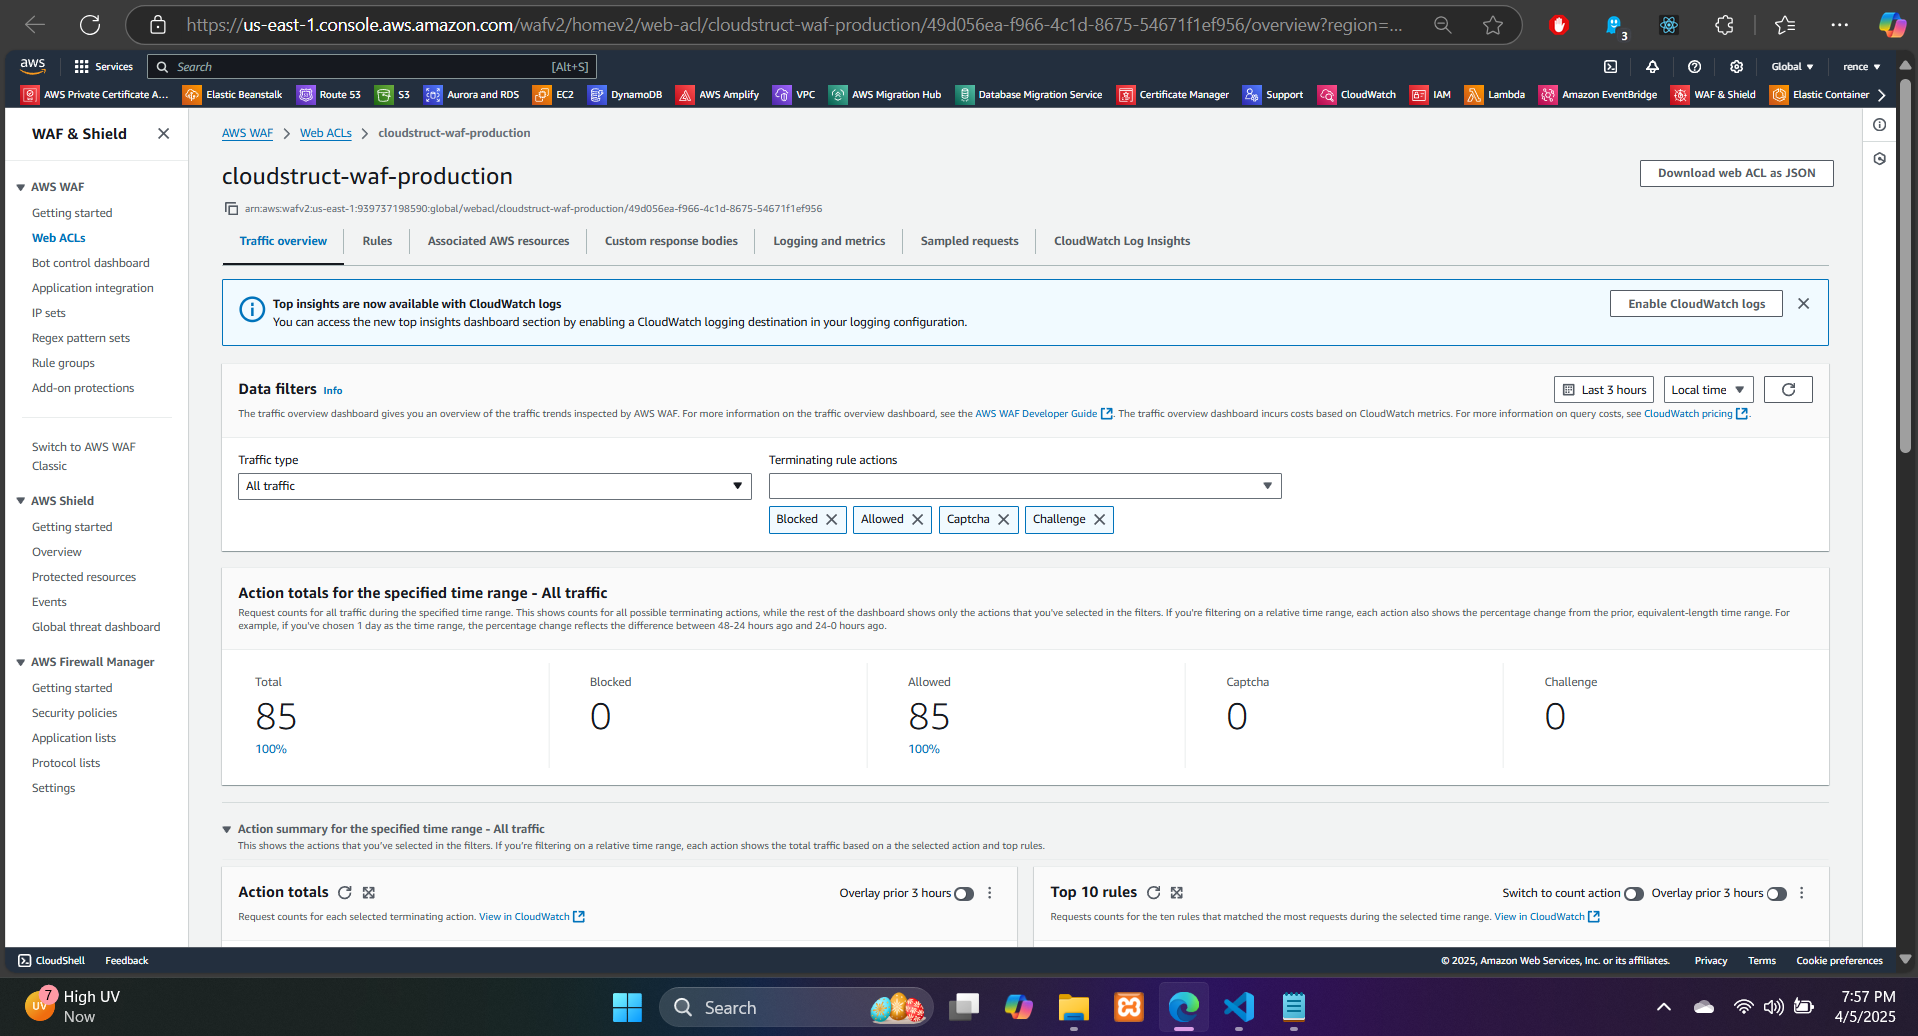 https://us-east-1.console.aws.amazon.com/wafv2/homev2/web-acl/cloudstruct-waf-production/49d056ea-f966-4c1d-8675-54671f1ef956/overview?region=...
3
aws Services Search [Alt+S] Global rence
AWS Private Certificate A... Elastic Beanstalk Route 53 S3 Aurora and RDS EC2 DynamoDB AWS Amplify VPC AWS Migration Hub Database Migration Service Certificate Manager Support CloudWatch IAM Lambda Amazon EventBridge WAF & Shield Elastic Container
WAF & Shield
AWS WAF
Getting started
Web ACLs
Bot control dashboard
Application integration
IP sets
Regex pattern sets
Rule groups
Add-on protections
Switch to AWS WAF
Classic
AWS Shield
Getting started
Overview
Protected resources
Events
Global threat dashboard
AWS Firewall Manager
Getting started
Security policies
Application lists
Protocol lists
Settings
AWS WAF > Web ACLs > cloudstruct-waf-production
cloudstruct-waf-production
Download web ACL as JSON
arn:aws:wafv2:us-east-1:939737198590:global/webacl/cloudstruct-waf-production/49d056ea-f966-4c1d-8675-54671f1ef956
Traffic overview Rules Associated AWS resources Custom response bodies Logging and metrics Sampled requests CloudWatch Log Insights
Top insights are now available with CloudWatch logs
You can access the new top insights dashboard section by enabling a CloudWatch logging destination in your logging configuration.
Enable CloudWatch logs
Data filters Info
Last 3 hours Local time
The traffic overview dashboard gives you an overview of the traffic trends inspected by AWS WAF. For more information on the traffic overview dashboard, see the AWS WAF Developer Guide. The traffic overview dashboard incurs costs based on CloudWatch metrics. For more information on query costs, see CloudWatch pricing.
Traffic type Terminating rule actions
All traffic
Blocked Allowed Captcha Challenge
Action totals for the specified time range - All traffic
Request counts for all traffic during the specified time range. This shows counts for all possible terminating actions, while the rest of the dashboard shows only the actions that you've selected in the filters. If you're filtering on a relative time range, each action also shows the percentage change from the prior, equivalent-length time range. For
example, if you've chosen 1 day as the time range, the percentage change reflects the difference between 48-24 hours ago and 24-0 hours ago.
Total Blocked Allowed Captcha Challenge
85 0 85 0 0
100% 100%
Action summary for the specified time range - All traffic
This shows the actions that you've selected in the filters. If you're filtering on a relative time range, each action shows the total traffic based on a the selected action and top rules.
Action totals Overlay prior 3 hours
Request counts for each selected terminating action. View in CloudWatch
Top 10 rules Switch to count action Overlay prior 3 hours
Requests counts for the ten rules that matched the most requests during the selected time range. View in CloudWatch
CloudShell Feedback © 2025, Amazon Web Services, Inc. or its affiliates. Privacy Terms Cookie preferences
UV 7 High UV
Now
Search
7:57 PM
4/5/2025